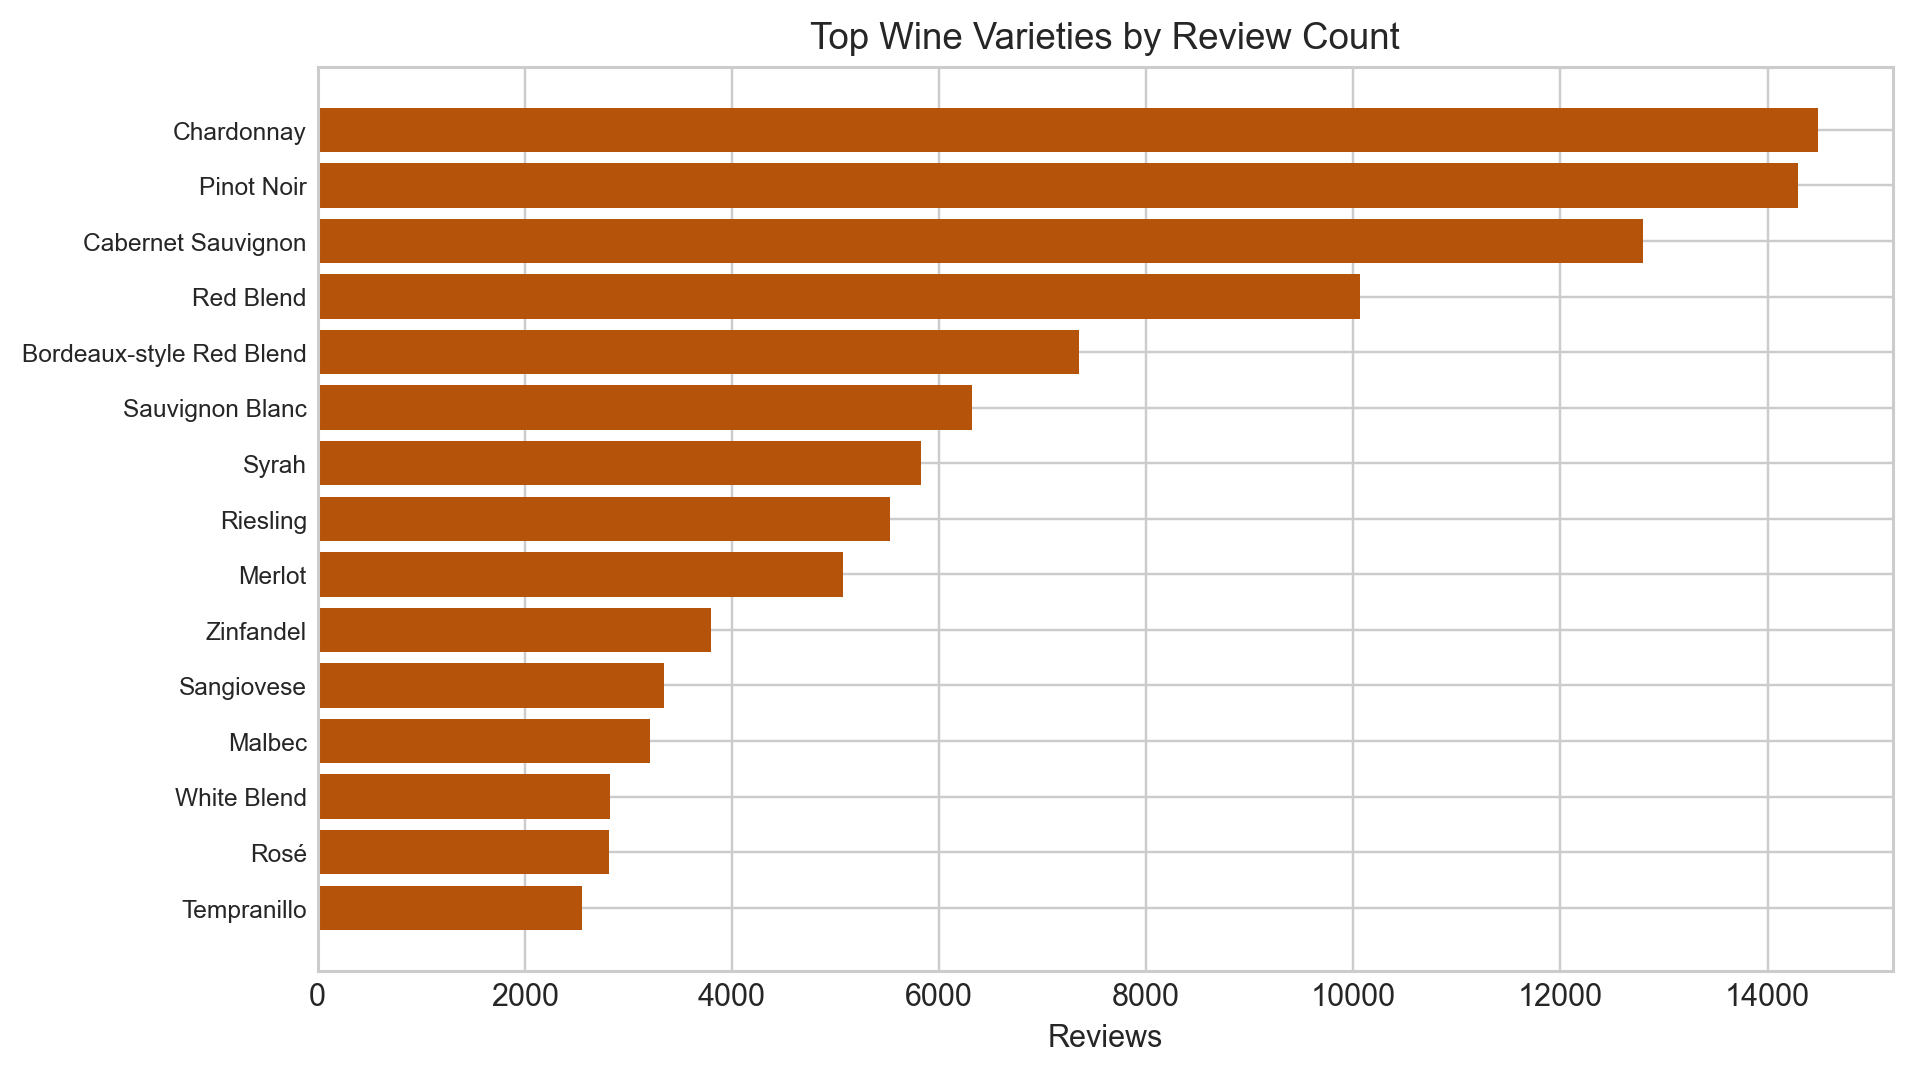 Top Wine Varieties by Review Count
Chardonnay
Pinot Noir
Cabernet Sauvignon
Red Blend
Bordeaux-style Red Blend
Sauvignon Blanc
Syrah
Riesling
Merlot
Zinfandel
Sangiovese
Malbec
White Blend
Rosé
Tempranillo
0 2000 4000 6000 8000 10000 12000 14000
Reviews